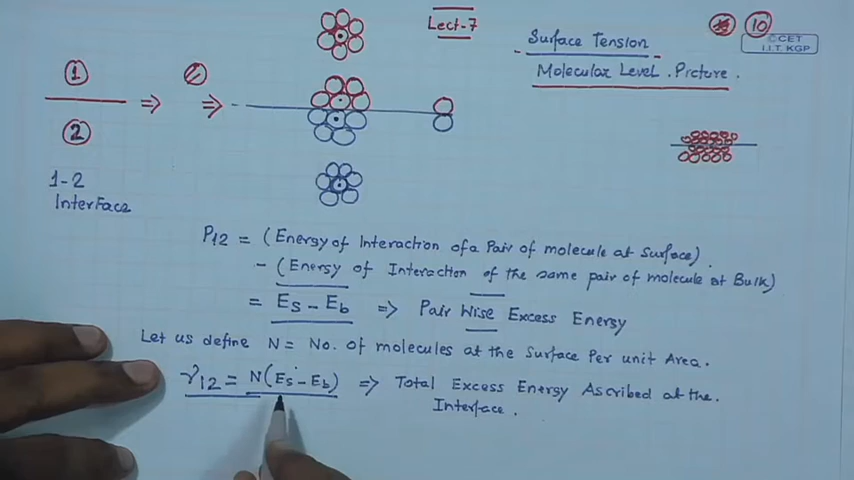 Lect-7
10
© CET
I.I.T. KGP
Surface Tension
Molecular Level Picture.
1
2
1-2
Interface
P12 = (Energy of Interaction of a Pair of molecule at Surface)
- (Energy of Interaction of the same pair of molecule at Bulk)
= Es - Eb => Pair Wise Excess Energy
Let us define N = No. of molecules at the Surface Per unit Area.
γ12 = N(Es - Eb) => Total Excess Energy Ascribed at the
Interface.